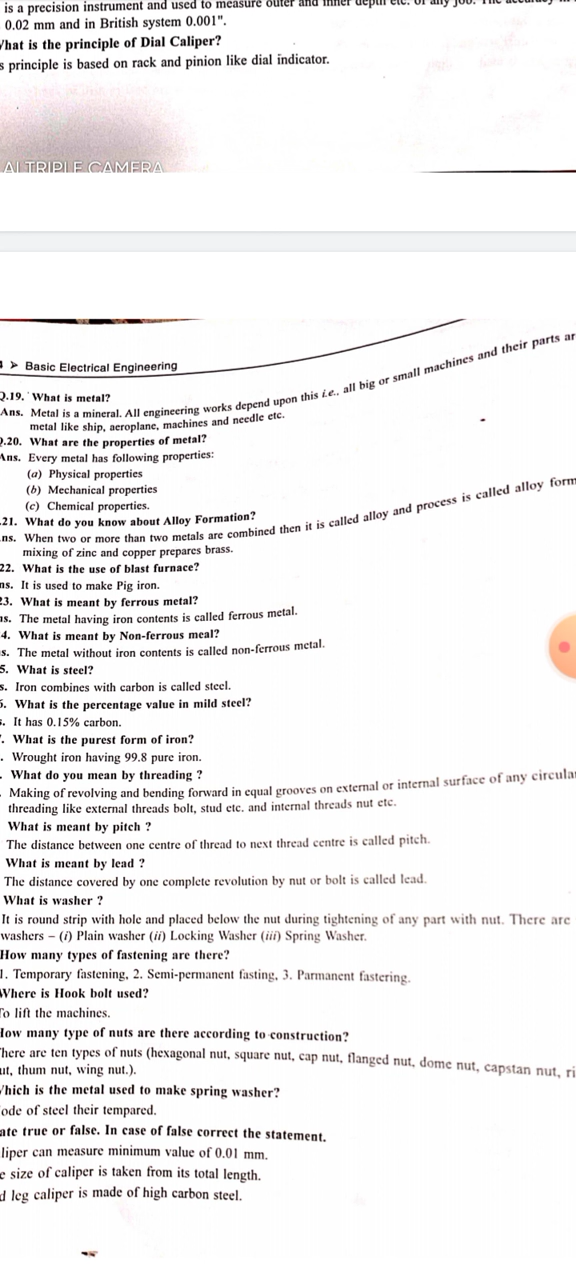 is a precision instrument and used to measure outer and inner depth etc. of any job. The
0.02 mm and in British system 0.001".
What is the principle of Dial Caliper?
s principle is based on rack and pinion like dial indicator.
AI TRIPLE CAMERA
➢ Basic Electrical Engineering
Q.19. What is metal?
Ans. Metal is a mineral. All engineering works depend upon this i.e., all big or small machines and their parts ar
metal like ship, aeroplane, machines and needle etc.
Q.20. What are the properties of metal?
Ans. Every metal has following properties:
(a) Physical properties
(b) Mechanical properties
(c) Chemical properties.
.21. What do you know about Alloy Formation?
ns. When two or more than two metals are combined then it is called alloy and process is called alloy form
mixing of zinc and copper prepares brass.
22. What is the use of blast furnace?
ns. It is used to make Pig iron.
23. What is meant by ferrous metal?
ns. The metal having iron contents is called ferrous metal.
4. What is meant by Non-ferrous meal?
s. The metal without iron contents is called non-ferrous metal.
5. What is steel?
s. Iron combines with carbon is called steel.
6. What is the percentage value in mild steel?
s. It has 0.15% carbon.
. What is the purest form of iron?
. Wrought iron having 99.8 pure iron.
. What do you mean by threading ?
. Making of revolving and bending forward in equal grooves on external or internal surface of any circular
threading like external threads bolt, stud etc. and internal threads nut etc.
What is meant by pitch ?
The distance between one centre of thread to next thread centre is called pitch.
What is meant by lead ?
The distance covered by one complete revolution by nut or bolt is called lead.
What is washer ?
It is round strip with hole and placed below the nut during tightening of any part with nut. There are
washers – (i) Plain washer (ii) Locking Washer (iii) Spring Washer.
How many types of fastening are there?
1. Temporary fastening, 2. Semi-permanent fasting, 3. Parmanent fastering.
Where is Hook bolt used?
To lift the machines.
How many type of nuts are there according to construction?
There are ten types of nuts (hexagonal nut, square nut, cap nut, flanged nut, dome nut, capstan nut, ri
ut, thum nut, wing nut.).
Which is the metal used to make spring washer?
ode of steel their tempared.
ate true or false. In case of false correct the statement.
liper can measure minimum value of 0.01 mm.
e size of caliper is taken from its total length.
d leg caliper is made of high carbon steel.